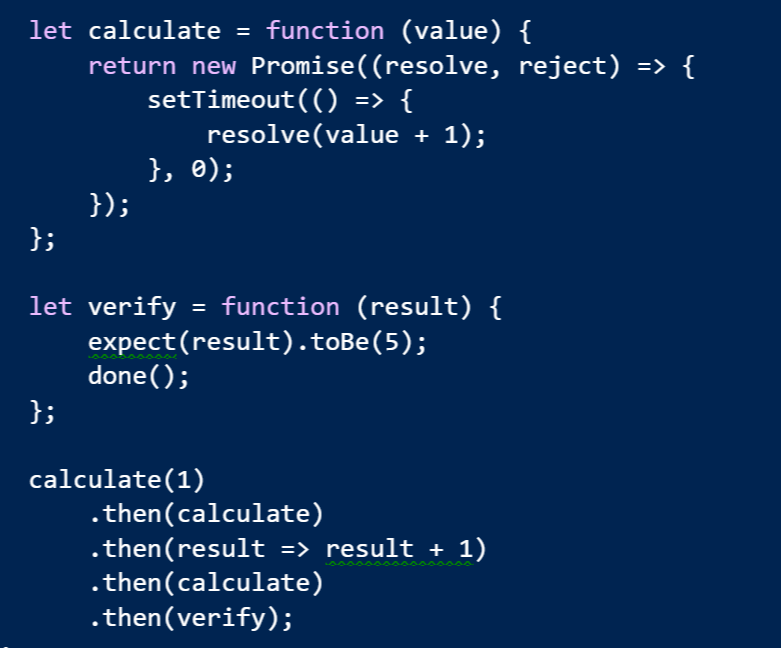 let calculate = function (value) {
    return new Promise((resolve, reject) => {
        setTimeout(() => {
            resolve(value + 1);
        }, 0);
    });
};

let verify = function (result) {
    expect(result).toBe(5);
    done();
};

calculate(1)
    .then(calculate)
    .then(result => result + 1)
    .then(calculate)
    .then(verify);